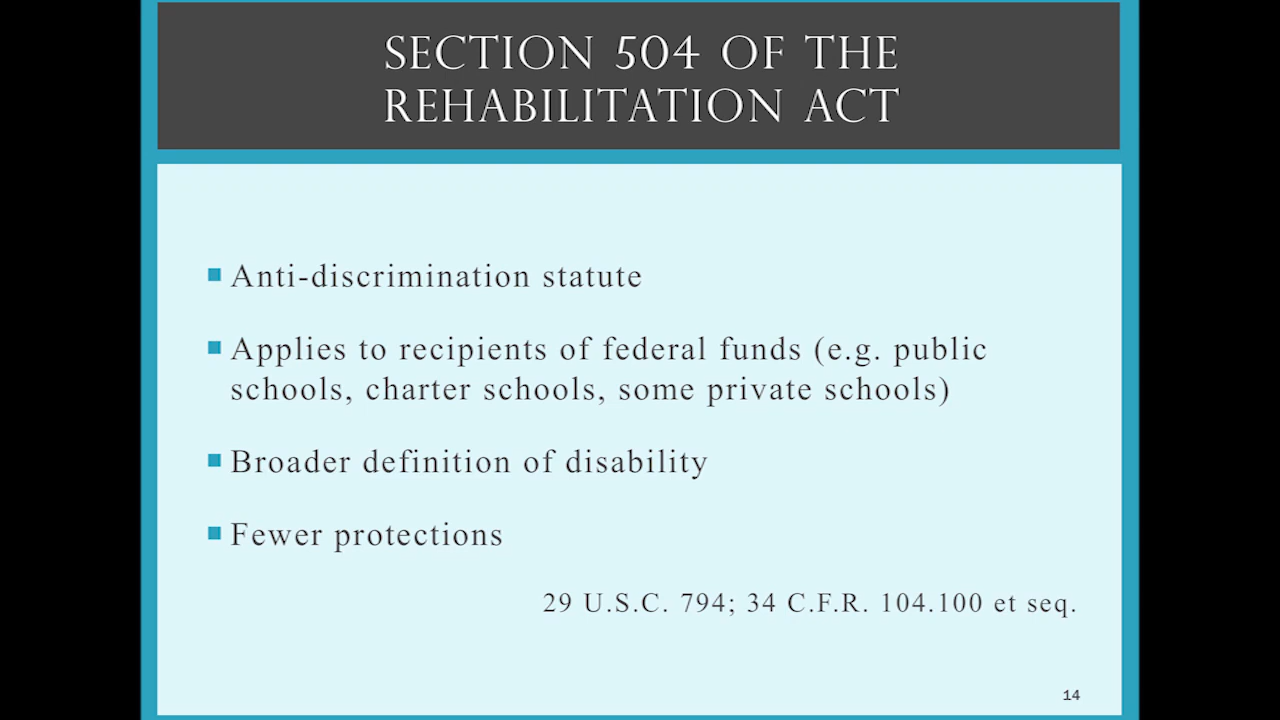 SECTION 504 OF THE
REHABILITATION ACT
Anti-discrimination statute
Applies to recipients of federal funds (e.g. public
schools, charter schools, some private schools)
Broader definition of disability
Fewer protections
29 U.S.C. 794; 34 C.F.R. 104.100 et seq.
14